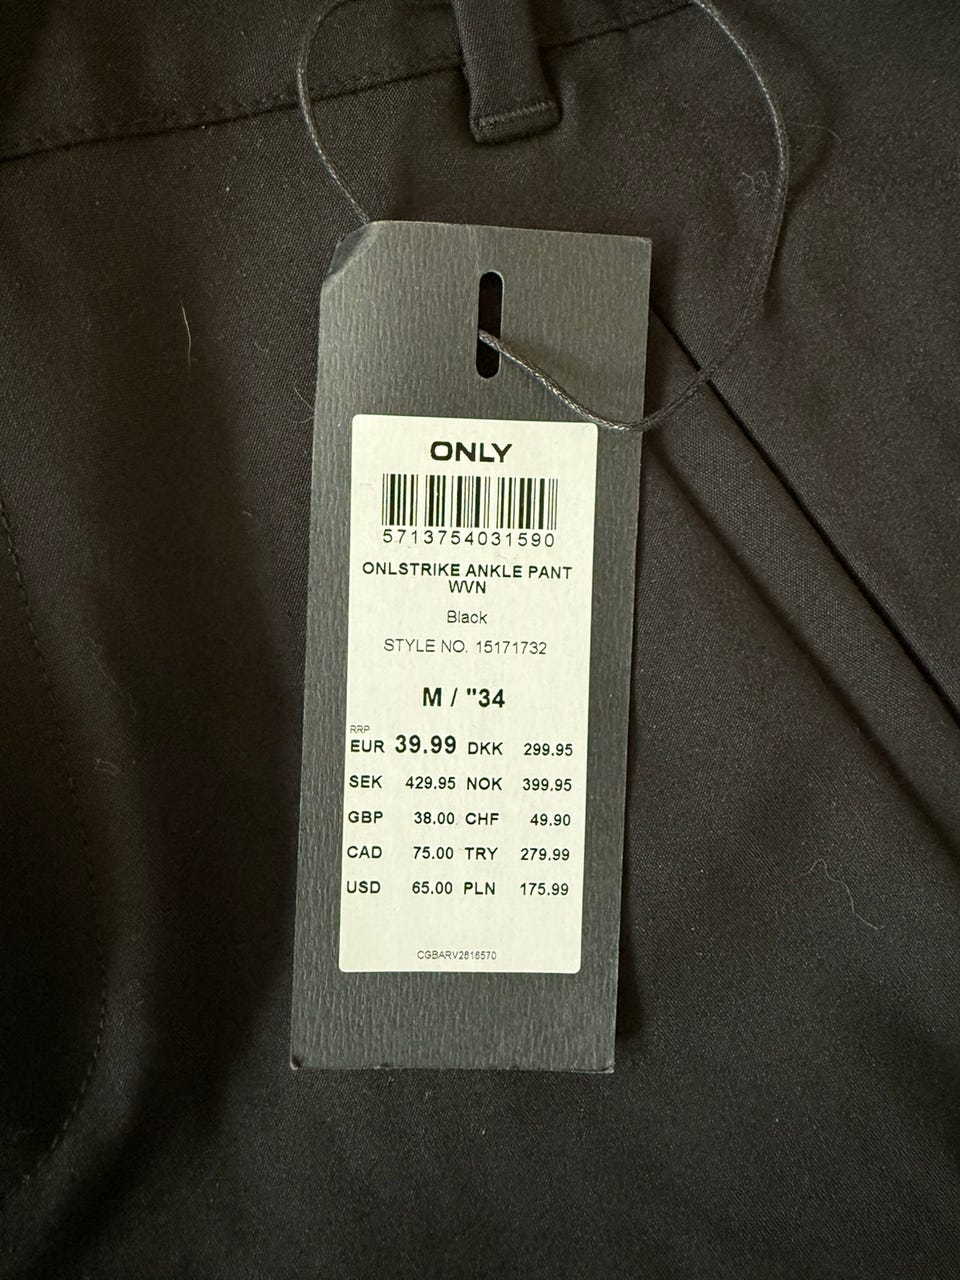 ONLY
5713754031590
ONLSTRIKE ANKLE PANT
WVN
Black
STYLE NO. 15171732
M / "34
RRP
EUR 39.99 DKK 299.95
SEK 429.95 NOK 399.95
GBP 38.00 CHF 49.90
CAD 75.00 TRY 279.99
USD 65.00 PLN 175.99
CGBARV2616570